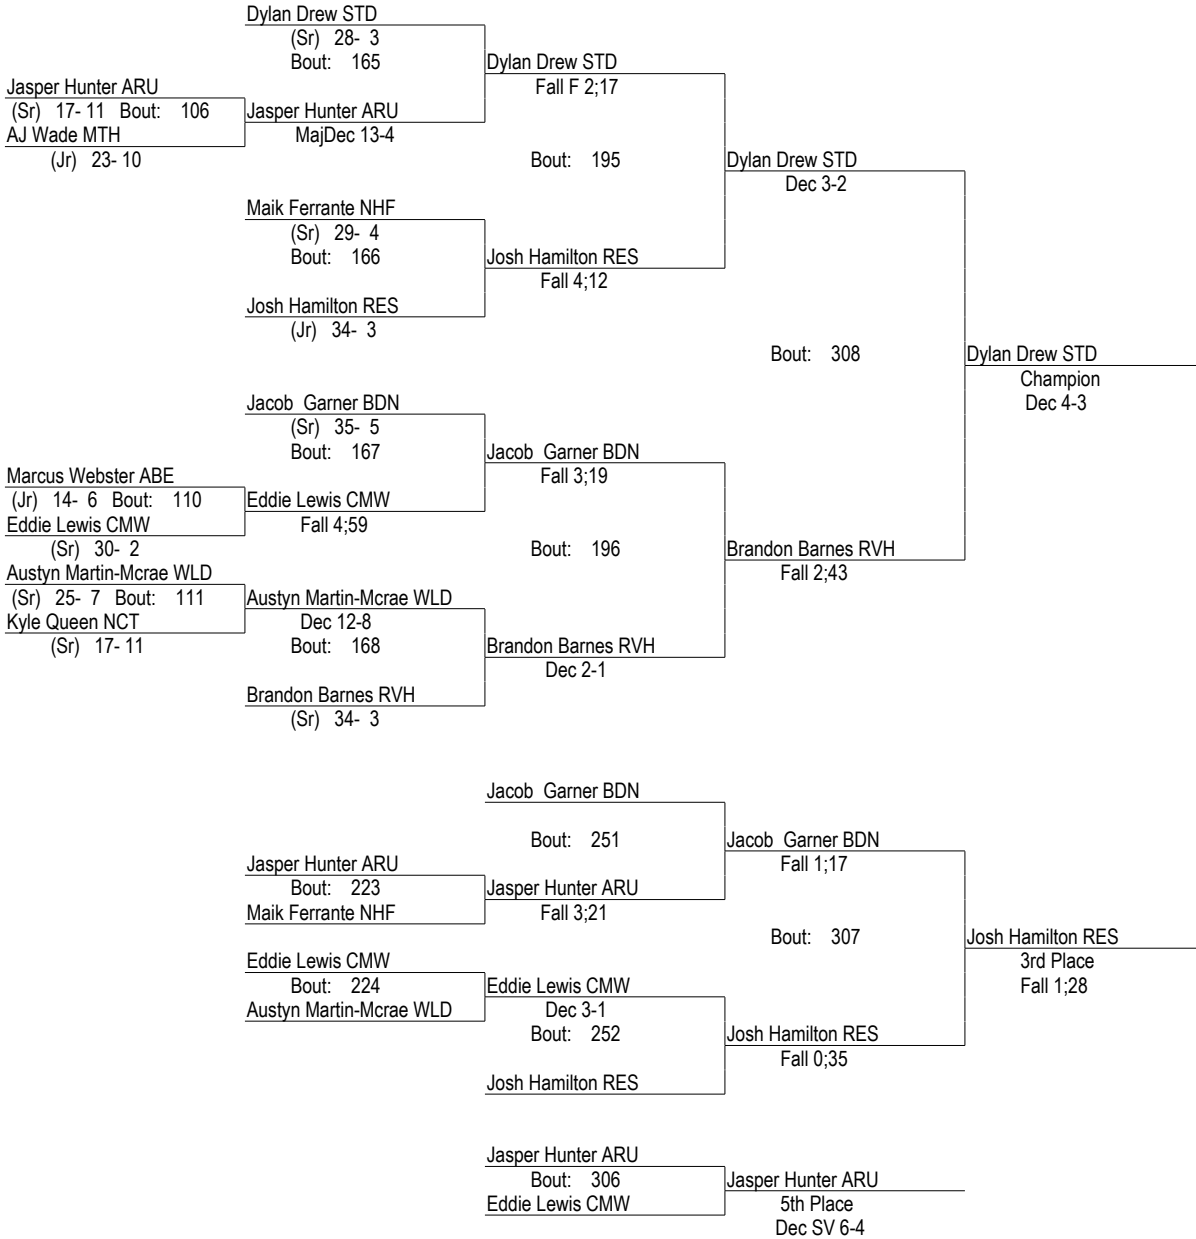 Dylan Drew STD
(Sr) 28- 3
Bout: 165
Dylan Drew STD
Fall F 2;17
Jasper Hunter ARU
(Sr) 17- 11 Bout: 106
Jasper Hunter ARU
AJ Wade MTH
MajDec 13-4
(Jr) 23- 10
Bout: 195
Dylan Drew STD
Dec 3-2
Maik Ferrante NHF
(Sr) 29- 4
Bout: 166
Josh Hamilton RES
Fall 4;12
Josh Hamilton RES
(Jr) 34- 3
Bout: 308
Dylan Drew STD
Champion
Dec 4-3
Jacob Garner BDN
(Sr) 35- 5
Bout: 167
Jacob Garner BDN
Fall 3;19
Marcus Webster ABE
(Jr) 14- 6 Bout: 110
Eddie Lewis CMW
Eddie Lewis CMW
Fall 4;59
(Sr) 30- 2
Bout: 196
Brandon Barnes RVH
Fall 2;43
Austyn Martin-Mcrae WLD
(Sr) 25- 7 Bout: 111
Austyn Martin-Mcrae WLD
Kyle Queen NCT
Dec 12-8
(Sr) 17- 11
Bout: 168
Brandon Barnes RVH
Dec 2-1
Brandon Barnes RVH
(Sr) 34- 3
Jacob Garner BDN
Bout: 251
Jacob Garner BDN
Fall 1;17
Jasper Hunter ARU
Bout: 223
Jasper Hunter ARU
Maik Ferrante NHF
Fall 3;21
Bout: 307
Josh Hamilton RES
3rd Place
Fall 1;28
Eddie Lewis CMW
Bout: 224
Eddie Lewis CMW
Austyn Martin-Mcrae WLD
Dec 3-1
Bout: 252
Josh Hamilton RES
Fall 0;35
Josh Hamilton RES
Jasper Hunter ARU
Bout: 306
Jasper Hunter ARU
Eddie Lewis CMW
5th Place
Dec SV 6-4